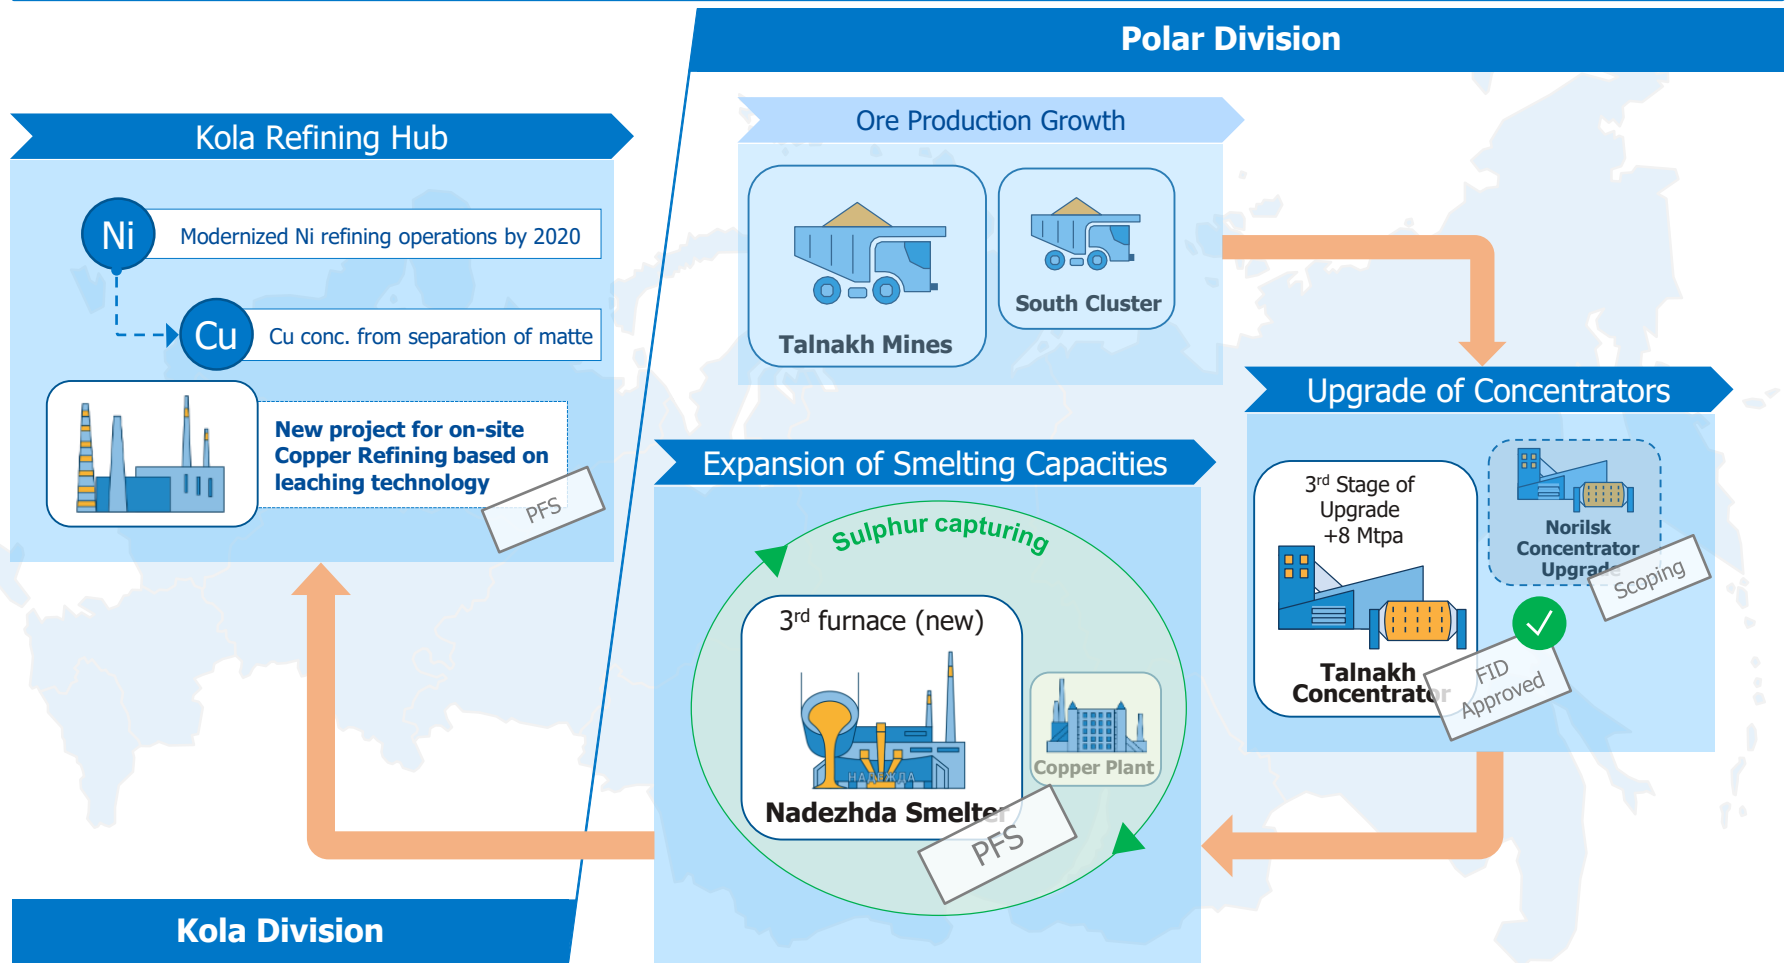 Polar Division
Kola Refining Hub
Ni
Modernized Ni refining operations by 2020
Cu
Cu conc. from separation of matte
New project for on-site
Copper Refining based on
leaching technology
PFS
Kola Division
Ore Production Growth
Talnakh Mines
South Cluster
Upgrade of Concentrators
3rd Stage of
Upgrade
+8 Mtpa
Talnakh
Concentrator
FID
Approved
Norilsk
Concentrator
Upgrade
Scoping
Expansion of Smelting Capacities
Sulphur capturing
3rd furnace (new)
НАДЕЖДА
Nadezhda Smelter
PFS
Copper Plant